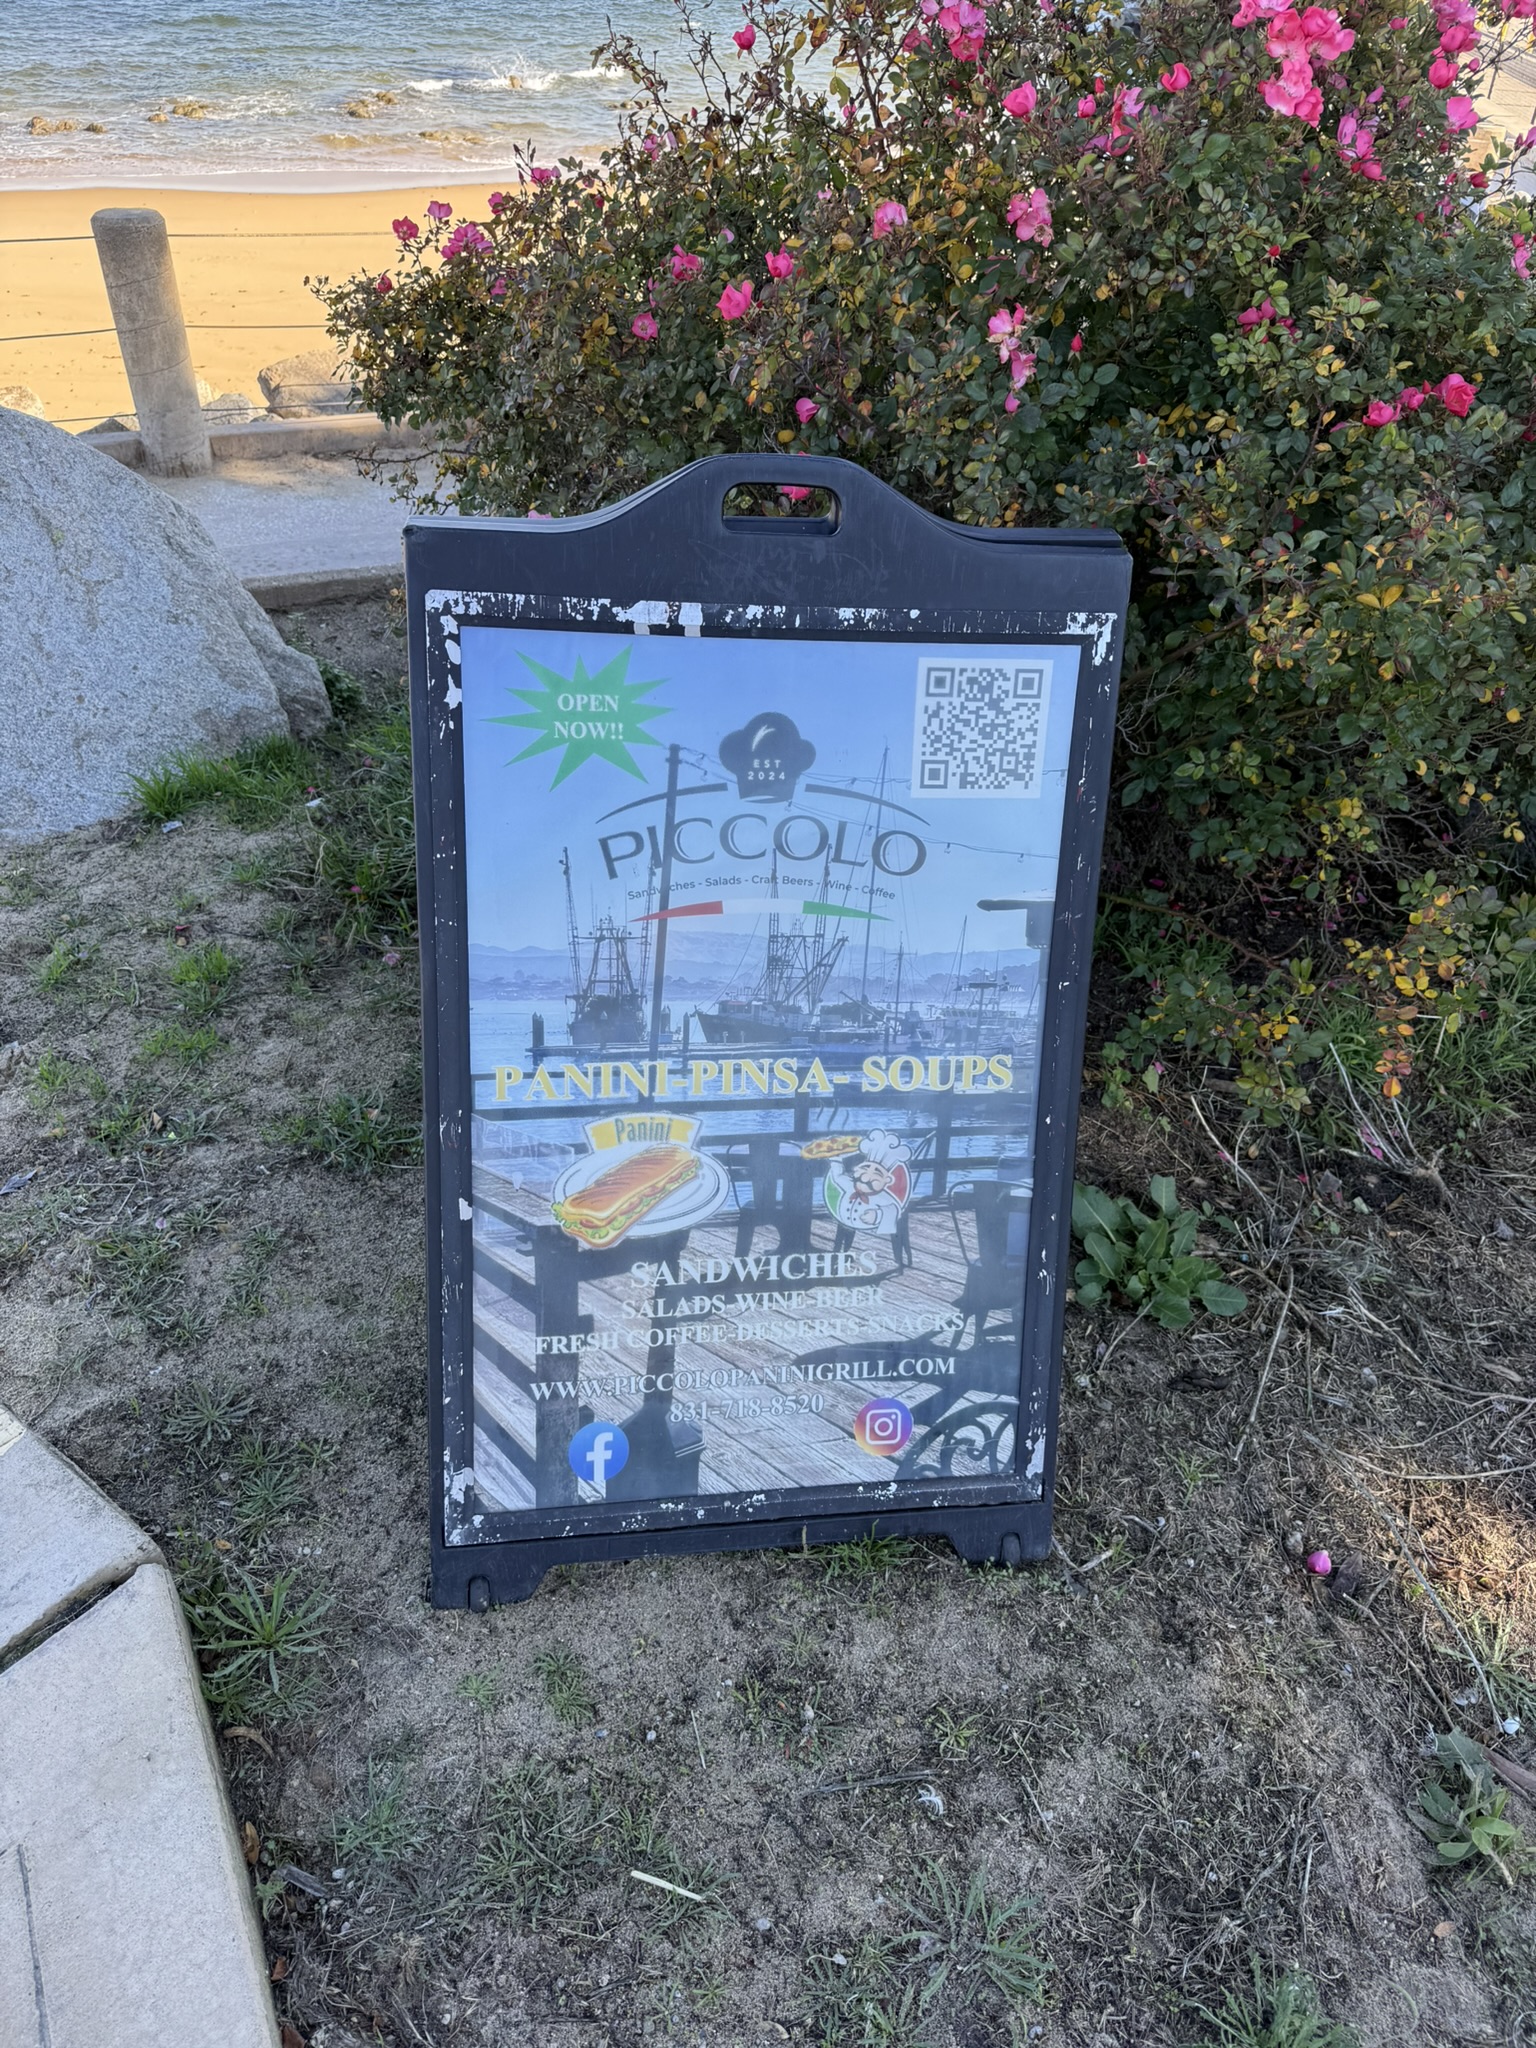 OPEN
NOW!!
EST
2024
PICCOLO
Sandwiches - Salads - Craft Beers - Wine - Coffee
PANINI-PINSA- SOUPS
Panini
SANDWICHES
SALADS-WINE-BEER
FRESH COFFEE-DESSERTS-SNACKS
WWW.PICCOLOPANINIGRILL.COM
831-718-8520